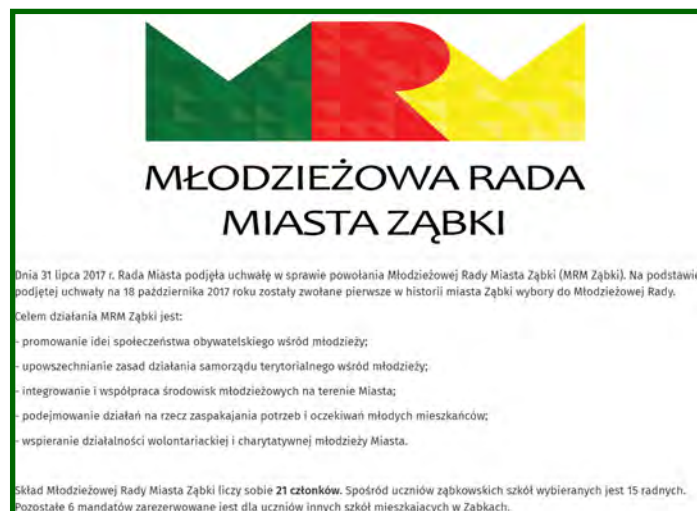 MRM
MŁODZIEŻOWA RADA
MIASTA ZĄBKI
Dnia 31 lipca 2017 r. Rada Miasta podjęła uchwałę w sprawie powołania Młodzieżowej Rady Miasta Ząbki (MRM Ząbki). Na podstawie
podjętej uchwały na 18 października 2017 roku zostały zwołane pierwsze w historii miasta Ząbki wybory do Młodzieżowej Rady.
Celem działania MRM Ząbki jest:
- promowanie idei społeczeństwa obywatelskiego wśród młodzieży;
- upowszechnianie zasad działania samorządu terytorialnego wśród młodzieży;
- integrowanie i współpraca środowisk młodzieżowych na terenie Miasta;
- podejmowanie działań na rzecz zaspakajania potrzeb i oczekiwań młodych mieszkańców;
- wspieranie działalności wolontariackiej i charytatywnej młodzieży Miasta.
Skład Młodzieżowej Rady Miasta Ząbki liczy sobie 21 członków. Spośród uczniów ząbkowskich szkół wybieranych jest 15 radnych.
Pozostałe 6 mandatów zarezerwowane jest dla uczniów innych szkół mieszkających w Ząbkach.